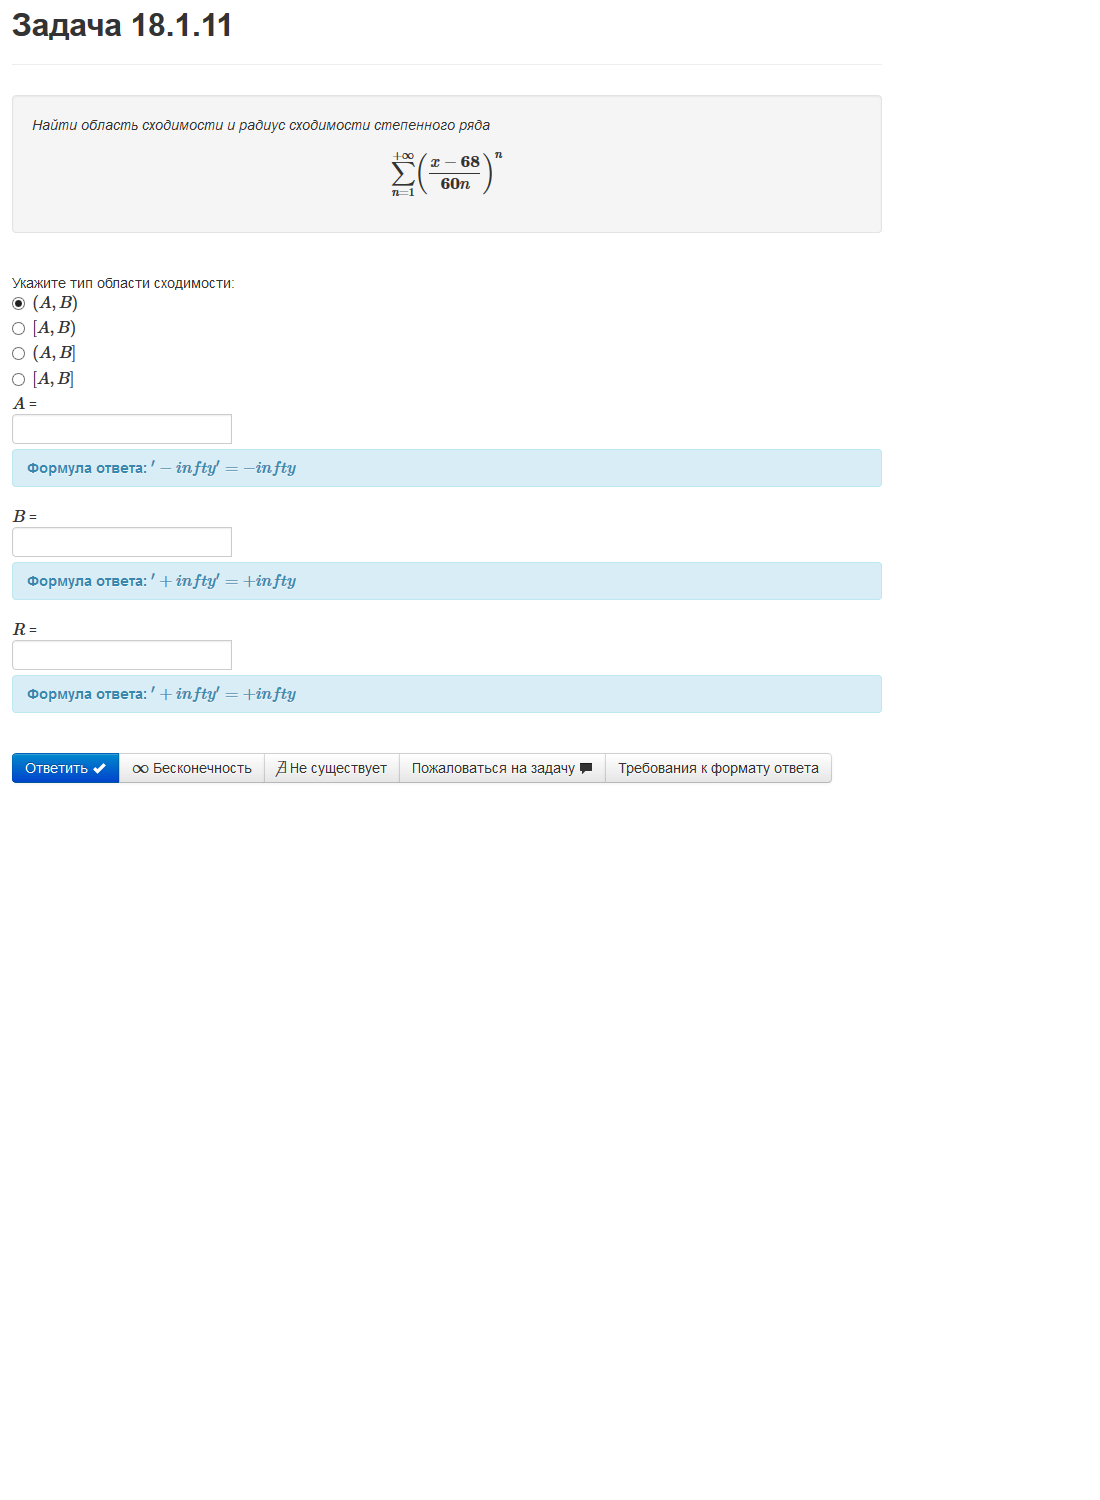 Задача 18.1.11
Найти область сходимости и радиус сходимости степенного ряда
$\sum_{n=1}^{+\infty} \left( \frac{x - 68}{60n} \right)^n$
Укажите тип области сходимости:
(A, B)
[A, B)
(A, B]
[A, B]
A =
Формула ответа: ′ − infty′ = −infty
B =
Формула ответа: ′ + infty′ = +infty
R =
Формула ответа: ′ + infty′ = +infty
Ответить ✔ ∞ Бесконечность ∄ Не существует Пожаловаться на задачу Требования к формату ответа